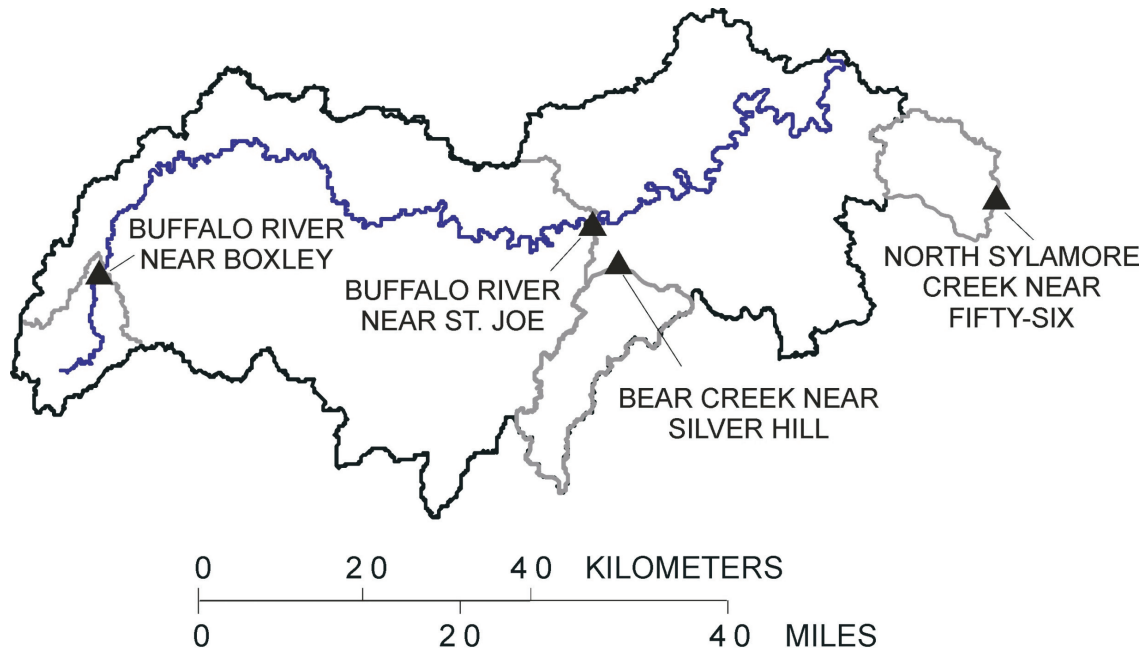 BUFFALO RIVER
NEAR BOXLEY
BUFFALO RIVER
NEAR ST. JOE
NORTH SYLAMORE
CREEK NEAR
FIFTY-SIX
BEAR CREEK NEAR
SILVER HILL
0 20 40 KILOMETERS
0 20 40 MILES